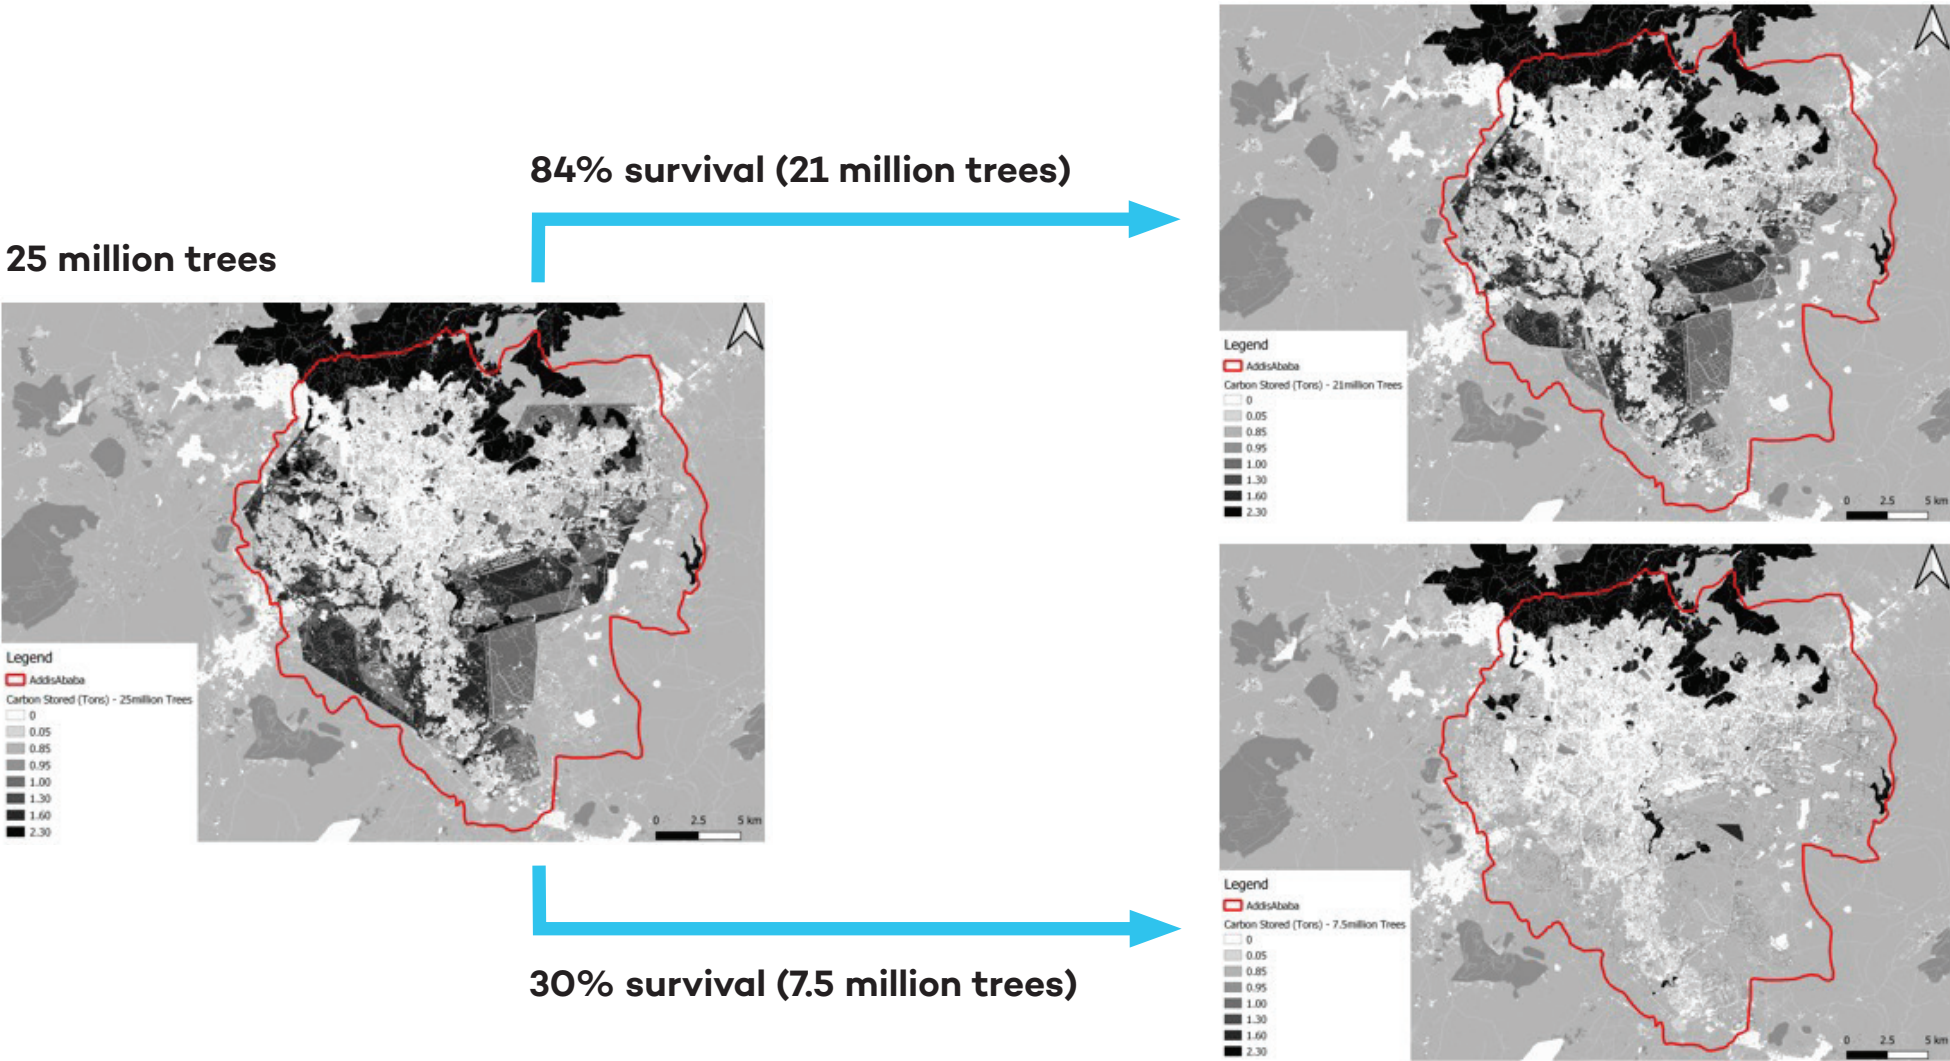 84% survival (21 million trees)
25 million trees
Legend
AddisAbaba
Carbon Stored (Tons) - 25million Trees
0
0.05
0.85
0.95
1.00
1.30
1.60
2.30
0 2.5 5 km
30% survival (7.5 million trees)
Legend
AddisAbaba
Carbon Stored (Tons) - 21million Trees
0
0.05
0.85
0.95
1.00
1.30
1.60
2.30
0 2.5 5 km
Legend
AddisAbaba
Carbon Stored (Tons) - 7.5million Trees
0
0.05
0.85
0.95
1.00
1.30
1.60
2.30
0 2.5 5 km